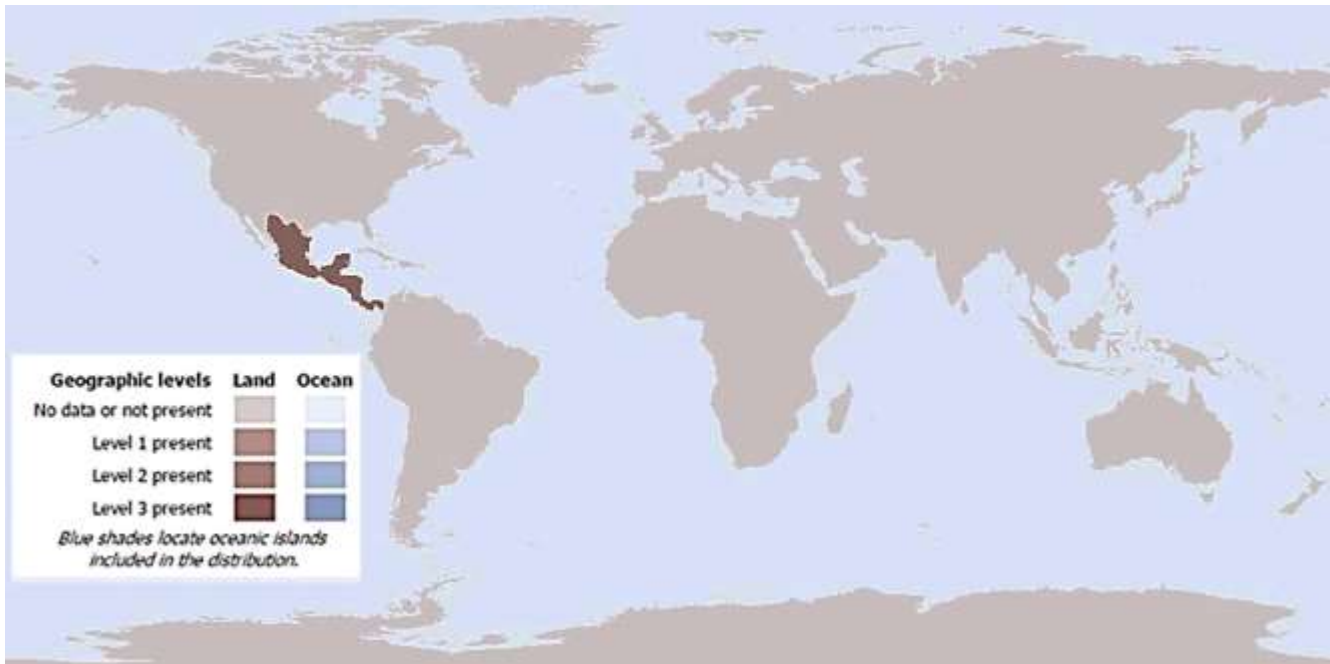 Geographic levels Land Ocean
No data or not present
Level 1 present
Level 2 present
Level 3 present
Blue shades locate oceanic islands
included in the distribution.